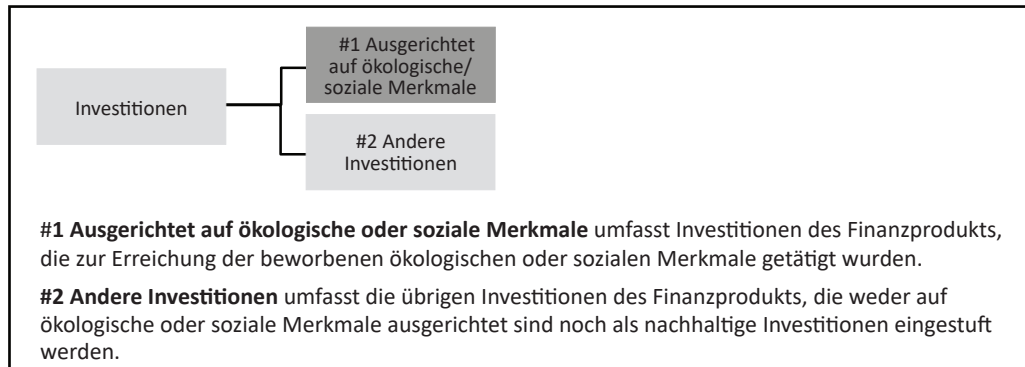 #1 Ausgerichtet
auf ökologische/
soziale Merkmale
Investitionen
#2 Andere
Investitionen
#1 Ausgerichtet auf ökologische oder soziale Merkmale umfasst Investitionen des Finanzprodukts,
die zur Erreichung der beworbenen ökologischen oder sozialen Merkmale getätigt wurden.
#2 Andere Investitionen umfasst die übrigen Investitionen des Finanzprodukts, die weder auf
ökologische oder soziale Merkmale ausgerichtet sind noch als nachhaltige Investitionen eingestuft
werden.